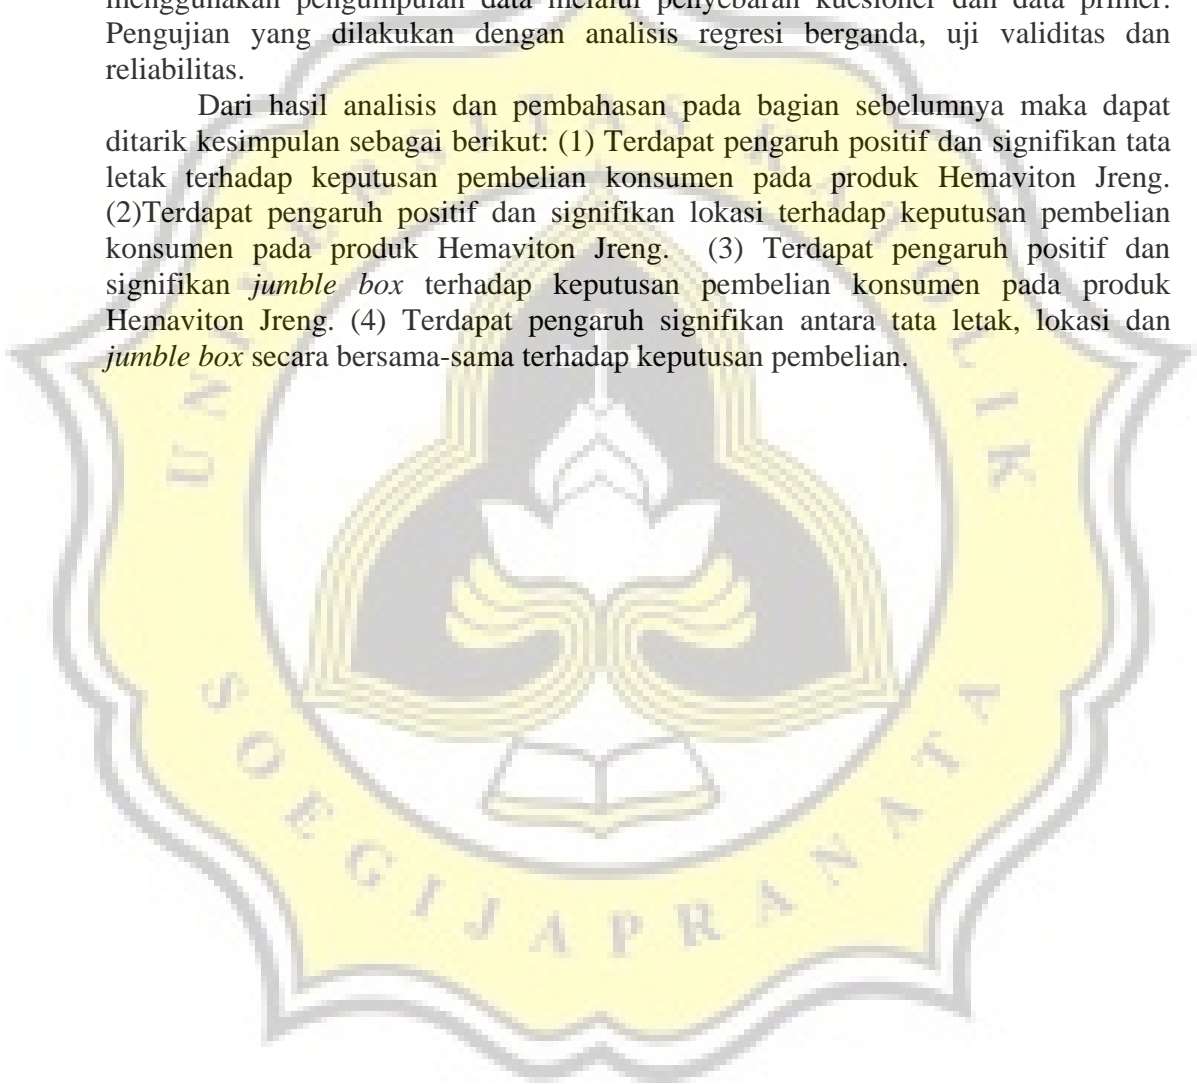 menggunakan pengumpulan data melalui penyebaran kuesioner dan data primer.
Pengujian yang dilakukan dengan analisis regresi berganda, uji validitas dan
reliabilitas.
Dari hasil analisis dan pembahasan pada bagian sebelumnya maka dapat
ditarik kesimpulan sebagai berikut: (1) Terdapat pengaruh positif dan signifikan tata
letak terhadap keputusan pembelian konsumen pada produk Hemaviton Jreng.
(2)Terdapat pengaruh positif dan signifikan lokasi terhadap keputusan pembelian
konsumen pada produk Hemaviton Jreng. (3) Terdapat pengaruh positif dan
signifikan jumble box terhadap keputusan pembelian konsumen pada produk
Hemaviton Jreng. (4) Terdapat pengaruh signifikan antara tata letak, lokasi dan
jumble box secara bersama-sama terhadap keputusan pembelian.
UNIVERSITAS KATOLIK
SOEGIJAPRANATA